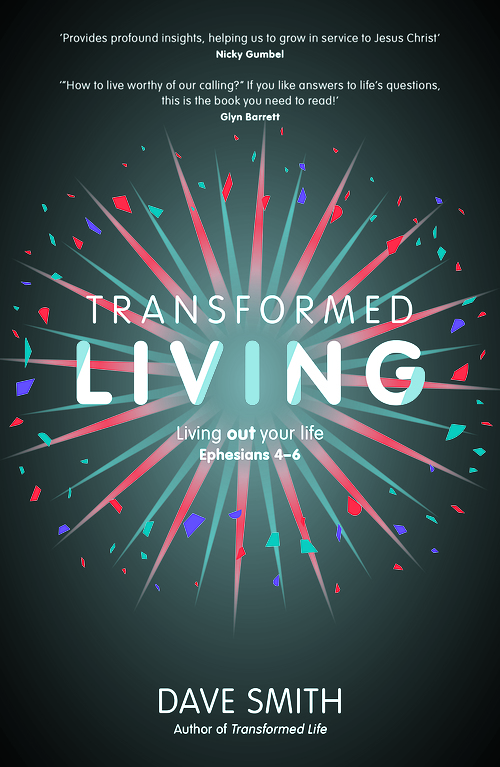 ‘Provides profound insights, helping us to grow in service to Jesus Christ’
Nicky Gumbel
‘“How to live worthy of our calling?” If you like answers to life’s questions,
this is the book you need to read!’
Glyn Barrett
TRANSFORMED
LIVING
Living out your life
Ephesians 4–6
DAVE SMITH
Author of Transformed Life